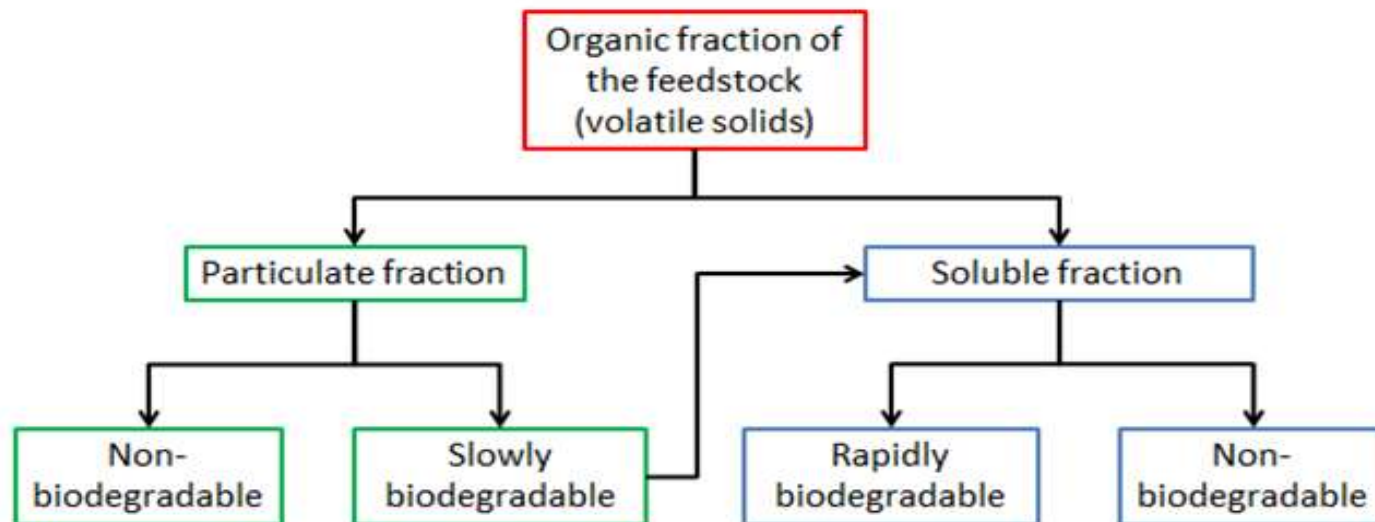 Organic fraction of
the feedstock
(volatile solids)
Particulate fraction
Soluble fraction
Non-
biodegradable
Slowly
biodegradable
Rapidly
biodegradable
Non-
biodegradable